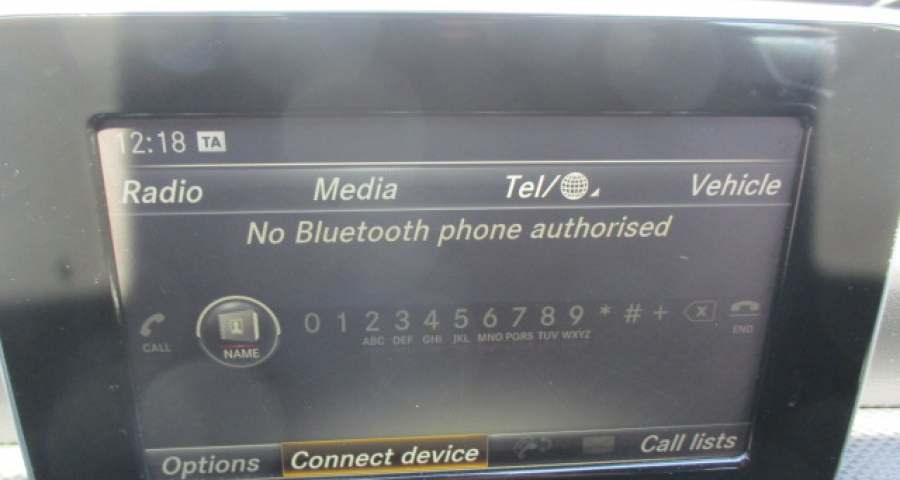 12:18 TA
Radio Media Tel/ Vehicle
No Bluetooth phone authorised
0 1 2 3 4 5 6 7 8 9 * # + X
ABC DEF GHI JKL MNO PQRS TUV WXYZ
CALL NAME END
Options Connect device Call lists